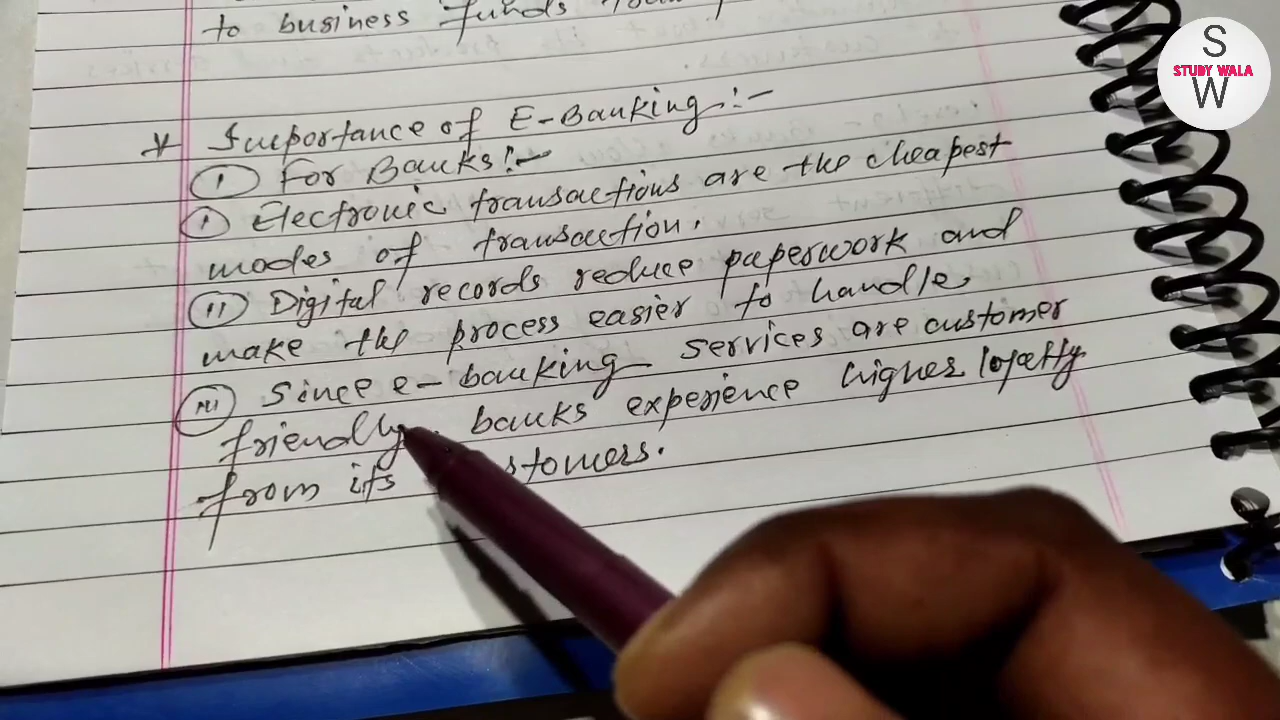 to business funds
* Importance of E-Banking:-
(1) For Banks:-
(i) Electronic transactions are the cheapest
modes of transaction.
(ii) Digital records reduce paperwork and
make the process easier to handle.
(iii) Since e-banking services are customer
friendly, banks experience higher loyalty
from its stomers.
S
STUDY WALA
W